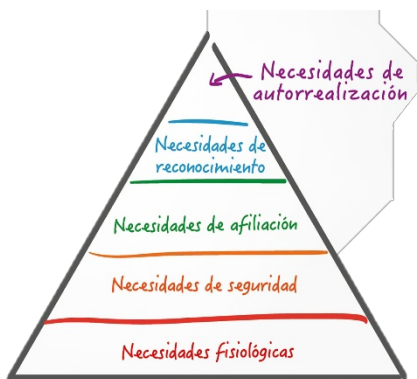 Necesidades de
autorrealización
Necesidades de
reconocimiento
Necesidades de afiliación
Necesidades de seguridad
Necesidades fisiológicas